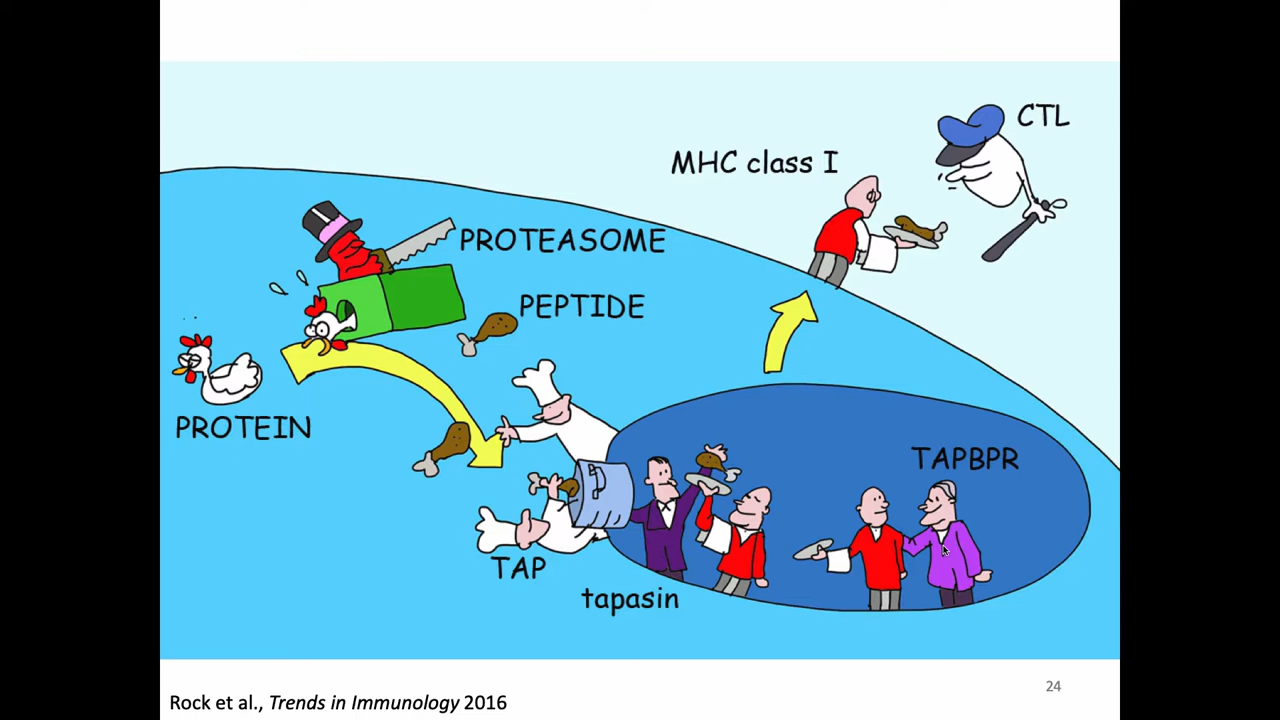 CTL
MHC class I
PROTEASOME
PEPTIDE
PROTEIN
TAPBPR
TAP
tapasin
24
Rock et al., Trends in Immunology 2016